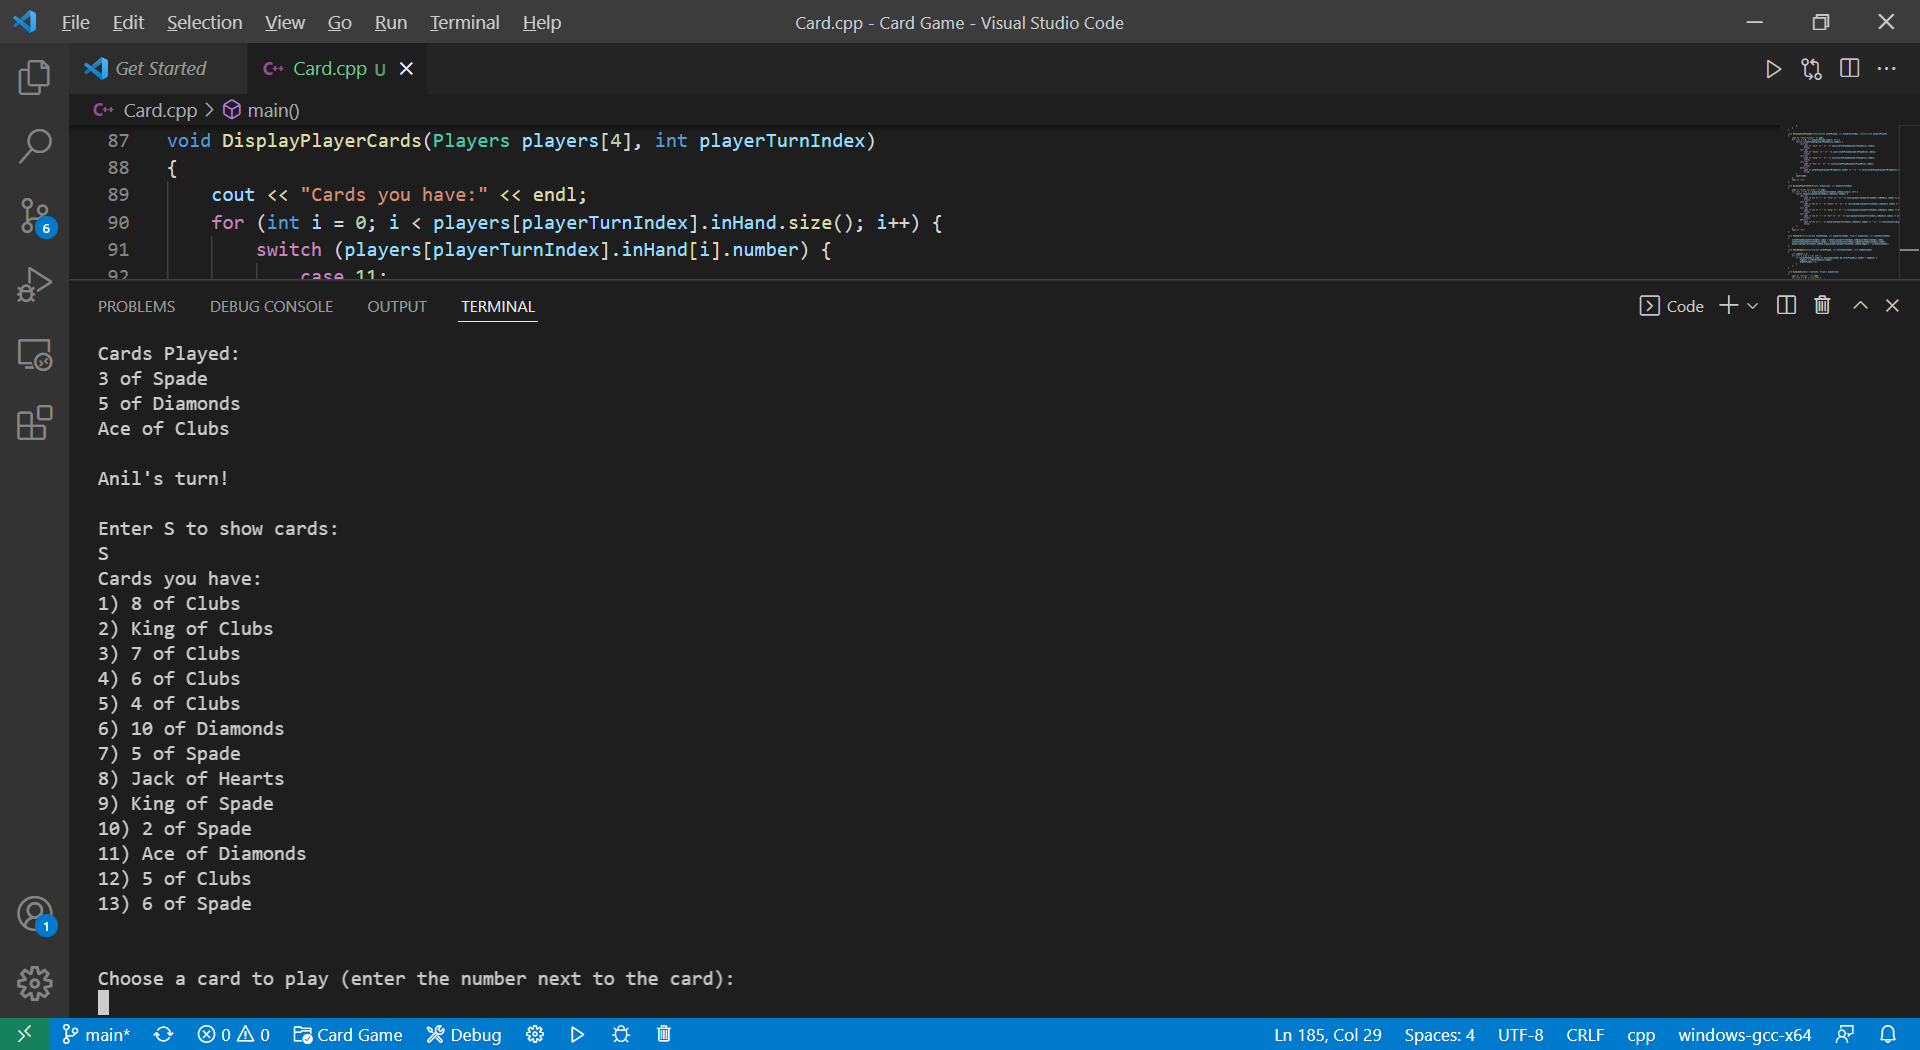 File Edit Selection View Go Run Terminal Help Card.cpp - Card Game - Visual Studio Code
Get Started C++ Card.cpp U
C++ Card.cpp > main()
87 void DisplayPlayerCards(Players players[4], int playerTurnIndex)
88 {
89 cout << "Cards you have:" << endl;
90 for (int i = 0; i < players[playerTurnIndex].inHand.size(); i++) {
91 switch (players[playerTurnIndex].inHand[i].number) {
92 case 11:
PROBLEMS DEBUG CONSOLE OUTPUT TERMINAL Code
Cards Played:
3 of Spade
5 of Diamonds
Ace of Clubs
Anil's turn!
Enter S to show cards:
S
Cards you have:
1) 8 of Clubs
2) King of Clubs
3) 7 of Clubs
4) 6 of Clubs
5) 4 of Clubs
6) 10 of Diamonds
7) 5 of Spade
8) Jack of Hearts
9) King of Spade
10) 2 of Spade
11) Ace of Diamonds
12) 5 of Clubs
13) 6 of Spade
Choose a card to play (enter the number next to the card):
6
1
main* 0 0 Card Game Debug Ln 185, Col 29 Spaces: 4 UTF-8 CRLF cpp windows-gcc-x64